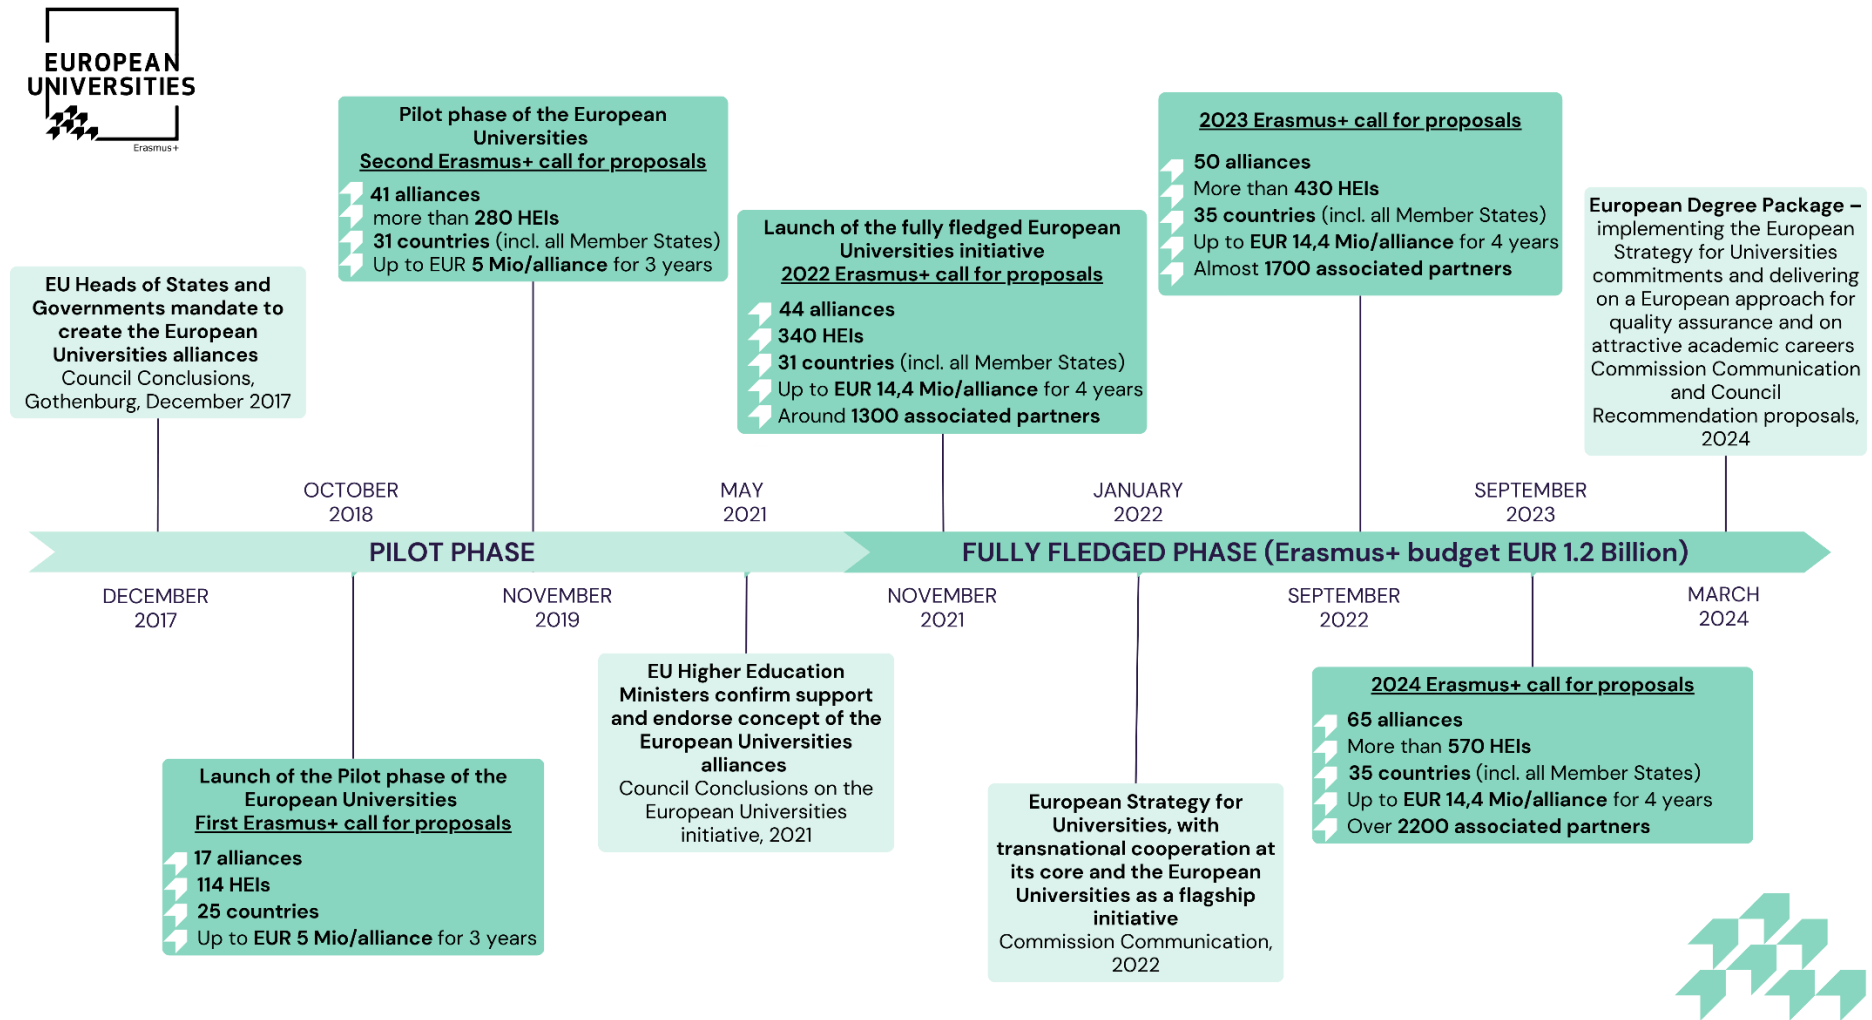 EUROPEAN
UNIVERSITIES
Erasmus+
EU Heads of States and
Governments mandate to
create the European
Universities alliances
Council Conclusions,
Gothenburg, December 2017
Pilot phase of the European
Universities
Second Erasmus+ call for proposals
41 alliances
more than 280 HEIs
31 countries (incl. all Member States)
Up to EUR 5 Mio/alliance for 3 years
Launch of the fully fledged European
Universities initiative
2022 Erasmus+ call for proposals
44 alliances
340 HEIs
31 countries (incl. all Member States)
Up to EUR 14,4 Mio/alliance for 4 years
Around 1300 associated partners
2023 Erasmus+ call for proposals
50 alliances
More than 430 HEIs
35 countries (incl. all Member States)
Up to EUR 14,4 Mio/alliance for 4 years
Almost 1700 associated partners
European Degree Package –
implementing the European
Strategy for Universities
commitments and delivering
on a European approach for
quality assurance and on
attractive academic careers
Commission Communication
and Council
Recommendation proposals,
2024
OCTOBER
2018
MAY
2021
JANUARY
2022
SEPTEMBER
2023
PILOT PHASE
FULLY FLEDGED PHASE (Erasmus+ budget EUR 1.2 Billion)
DECEMBER
2017
NOVEMBER
2019
NOVEMBER
2021
SEPTEMBER
2022
MARCH
2024
Launch of the Pilot phase of the
European Universities
First Erasmus+ call for proposals
17 alliances
114 HEIs
25 countries
Up to EUR 5 Mio/alliance for 3 years
EU Higher Education
Ministers confirm support
and endorse concept of the
European Universities
alliances
Council Conclusions on the
European Universities
initiative, 2021
European Strategy for
Universities, with
transnational cooperation at
its core and the European
Universities as a flagship
initiative
Commission Communication,
2022
2024 Erasmus+ call for proposals
65 alliances
More than 570 HEIs
35 countries (incl. all Member States)
Up to EUR 14,4 Mio/alliance for 4 years
Over 2200 associated partners